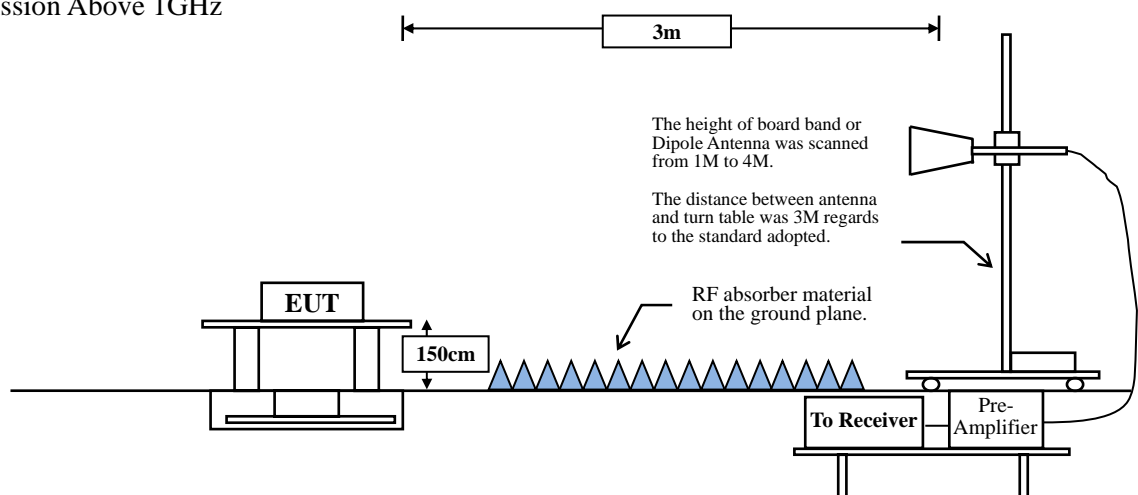 ssion Above 1GHz
3m
The height of board band or
Dipole Antenna was scanned
from 1M to 4M.
The distance between antenna
and turn table was 3M regards
to the standard adopted.
RF absorber material
on the ground plane.
EUT
150cm
To Receiver
Pre-
Amplifier